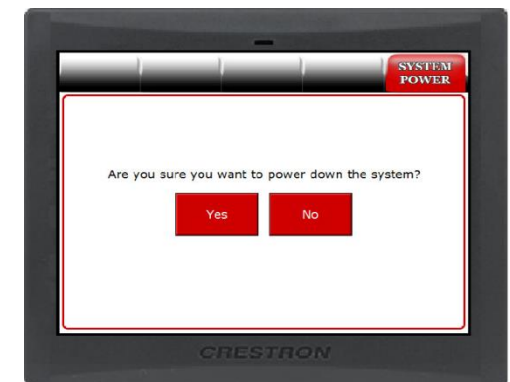 SYSTEM
POWER
Are you sure you want to power down the system?
Yes
No
CRESTRON